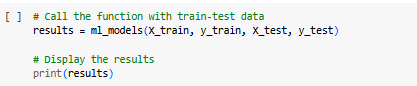 [ ] # Call the function with train-test data
results = ml_models(X_train, y_train, X_test, y_test)
# Display the results
print(results)